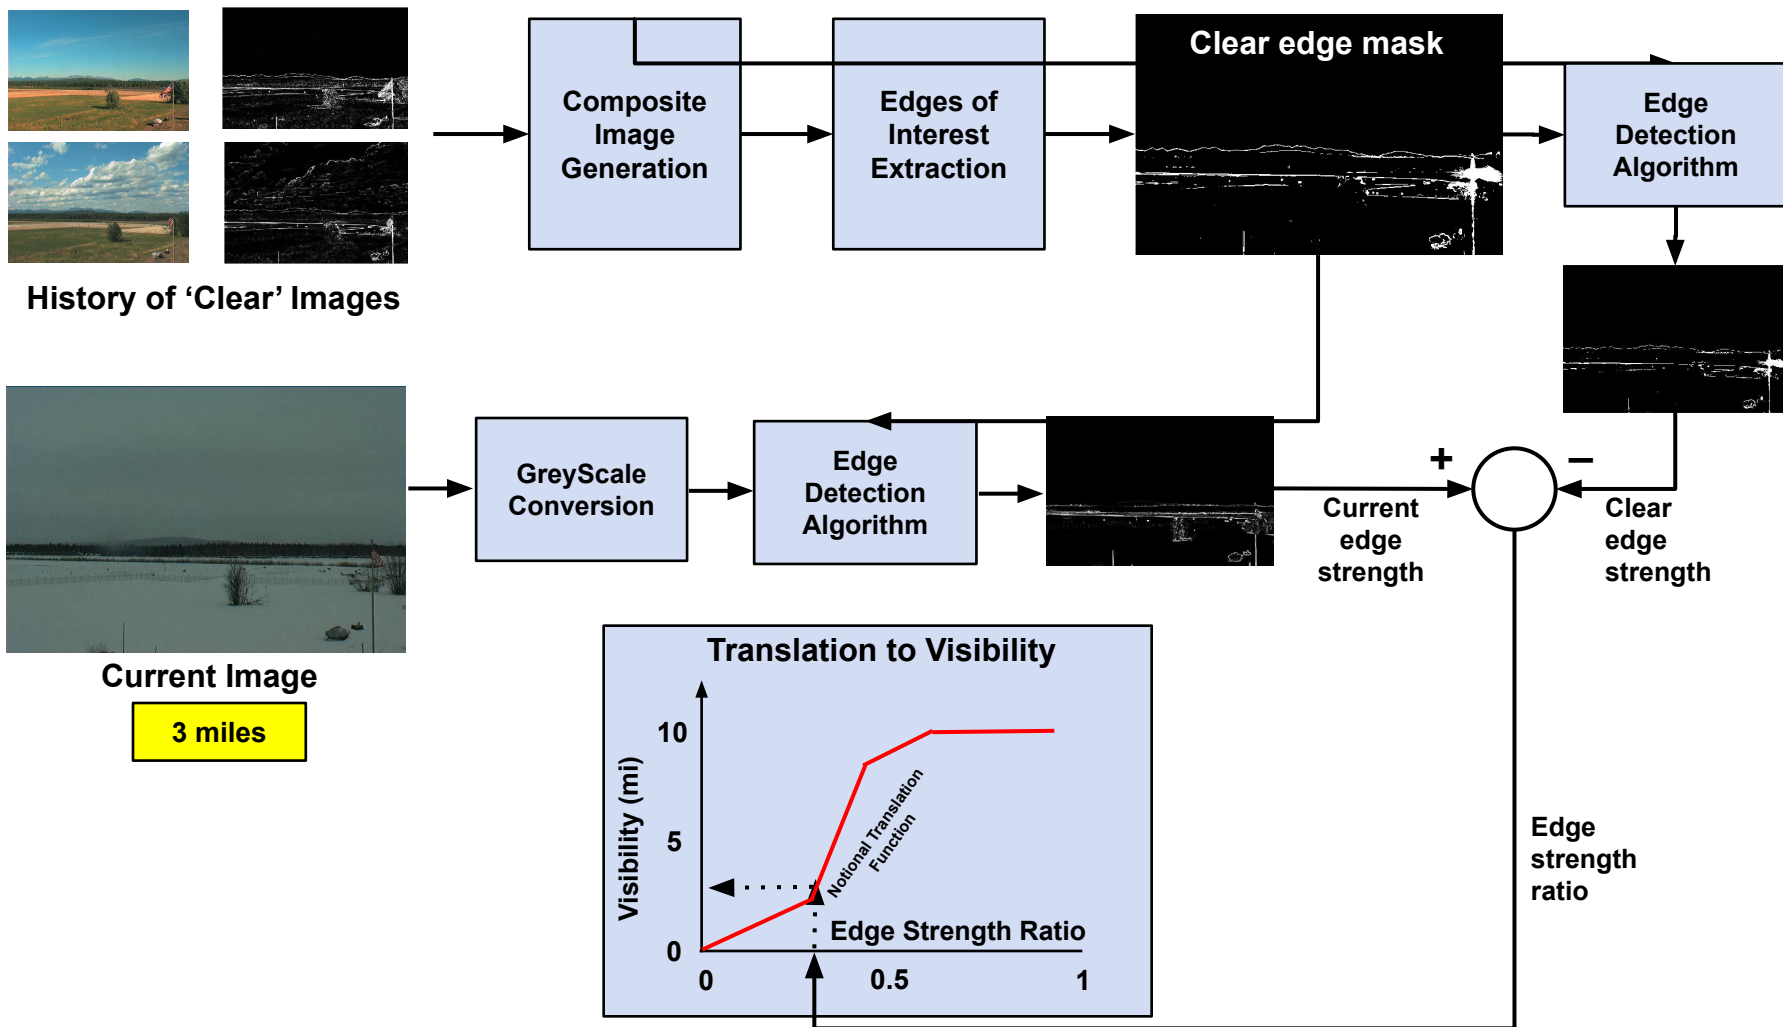 Composite
Image
Generation
Edges of
Interest
Extraction
Clear edge mask
Edge
Detection
Algorithm
History of ‘Clear’ Images
GreyScale
Conversion
Edge
Detection
Algorithm
+
−
Current
edge
strength
Clear
edge
strength
Current Image
3 miles
Translation to Visibility
Visibility (mi)
10
5
0
Notional Translation
Function
Edge Strength Ratio
0
0.5
1
Edge
strength
ratio